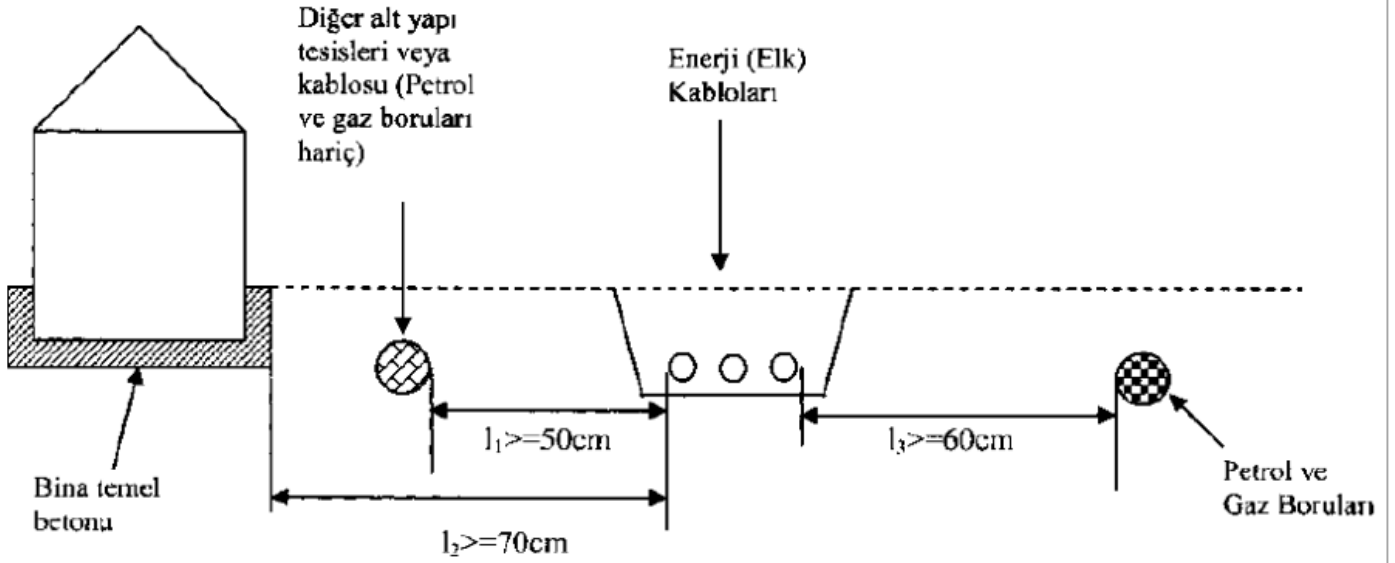 Diğer alt yapı
tesisleri veya
kablosu (Petrol
ve gaz boruları
hariç)
Enerji (Elk)
Kabloları
l₁>=50cm
l₃>=60cm
Bina temel
betonu
l₂>=70cm
Petrol ve
Gaz Boruları